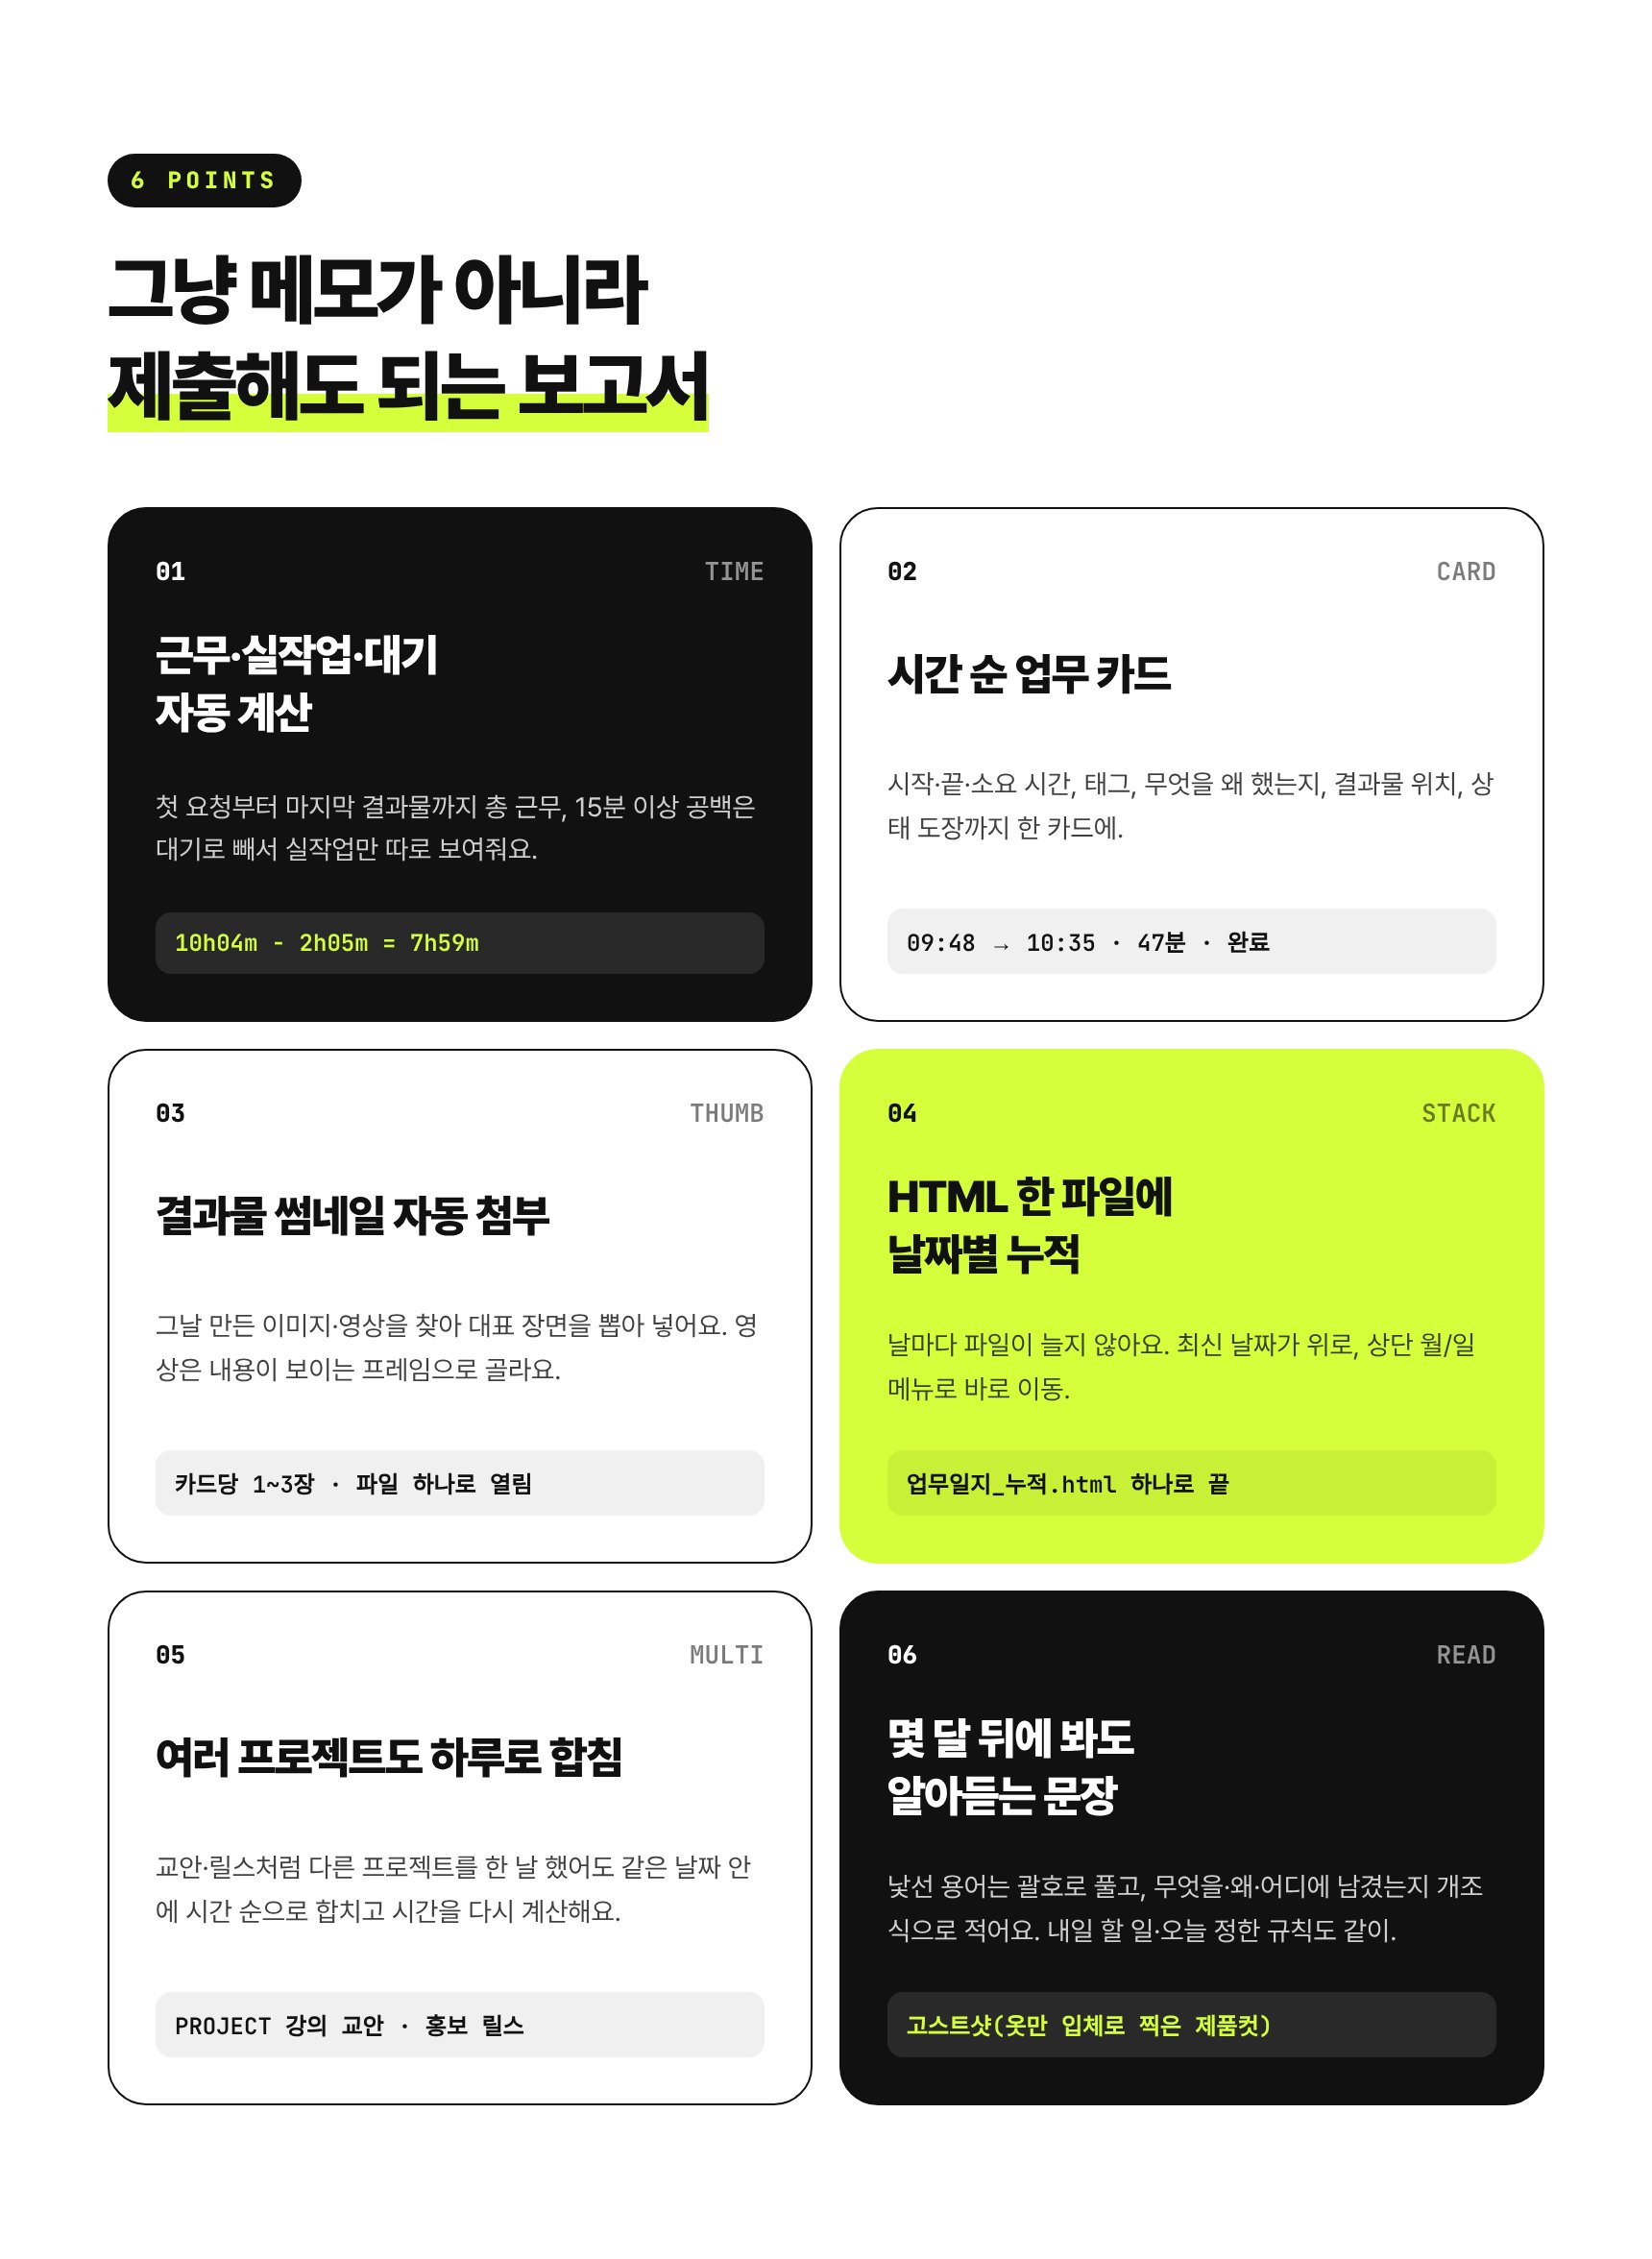 6 POINTS
그냥 메모가 아니라
제출해도 되는 보고서
01
TIME
근무·실작업·대기
자동 계산
첫 요청부터 마지막 결과물까지 총 근무, 15분 이상 공백은
대기로 빼서 실작업만 따로 보여줘요.
10h04m - 2h05m = 7h59m
02
CARD
시간 순 업무 카드
시작·끝·소요 시간, 태그, 무엇을 왜 했는지, 결과물 위치, 상
태 도장까지 한 카드에.
09:48 → 10:35 · 47분 · 완료
03
THUMB
결과물 썸네일 자동 첨부
그날 만든 이미지·영상을 찾아 대표 장면을 뽑아 넣어요. 영
상은 내용이 보이는 프레임으로 골라요.
카드당 1~3장 · 파일 하나로 열림
04
STACK
HTML 한 파일에
날짜별 누적
날마다 파일이 늘지 않아요. 최신 날짜가 위로, 상단 월/일
메뉴로 바로 이동.
업무일지_누적.html 하나로 끝
05
MULTI
여러 프로젝트도 하루로 합침
교안·릴스처럼 다른 프로젝트를 한 날 했어도 같은 날짜 안
에 시간 순으로 합치고 시간을 다시 계산해요.
PROJECT 강의 교안 · 홍보 릴스
06
READ
몇 달 뒤에 봐도
알아듣는 문장
낯선 용어는 괄호로 풀고, 무엇을·왜·어디에 남겼는지 개조
식으로 적어요. 내일 할 일·오늘 정한 규칙도 같이.
고스트샷(옷만 입체로 찍은 제품컷)